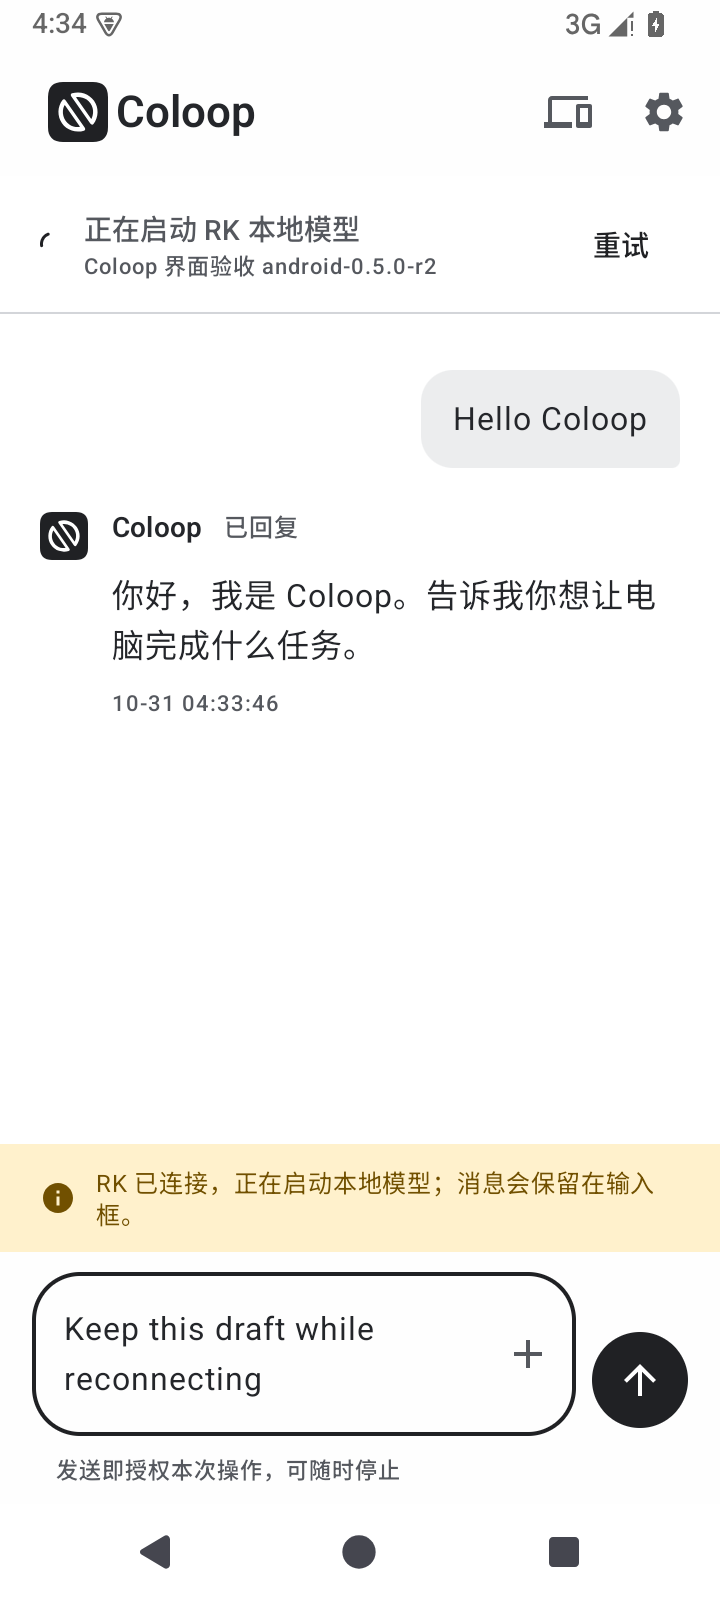 4:34
3G
Coloop
正在启动 RK 本地模型
Coloop 界面验收 android-0.5.0-r2
重试
Hello Coloop
Coloop 已回复
你好，我是 Coloop。告诉我你想让电
脑完成什么任务。
10-31 04:33:46
RK 已连接，正在启动本地模型；消息会保留在输入
框。
Keep this draft while
reconnecting
发送即授权本次操作，可随时停止